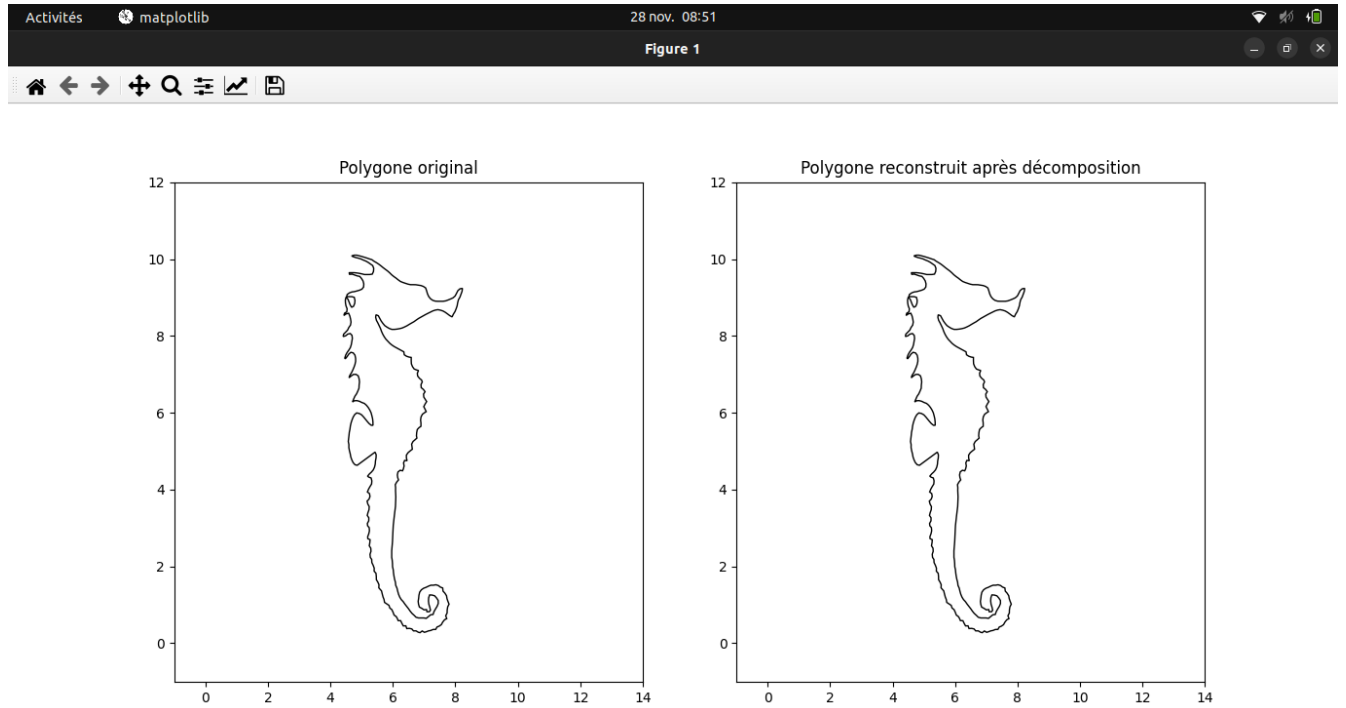 Activités matplotlib 28 nov. 08:51
Figure 1
Polygone original
12
10
8
6
4
2
0
0 2 4 6 8 10 12 14
Polygone reconstruit après décomposition
12
10
8
6
4
2
0
0 2 4 6 8 10 12 14